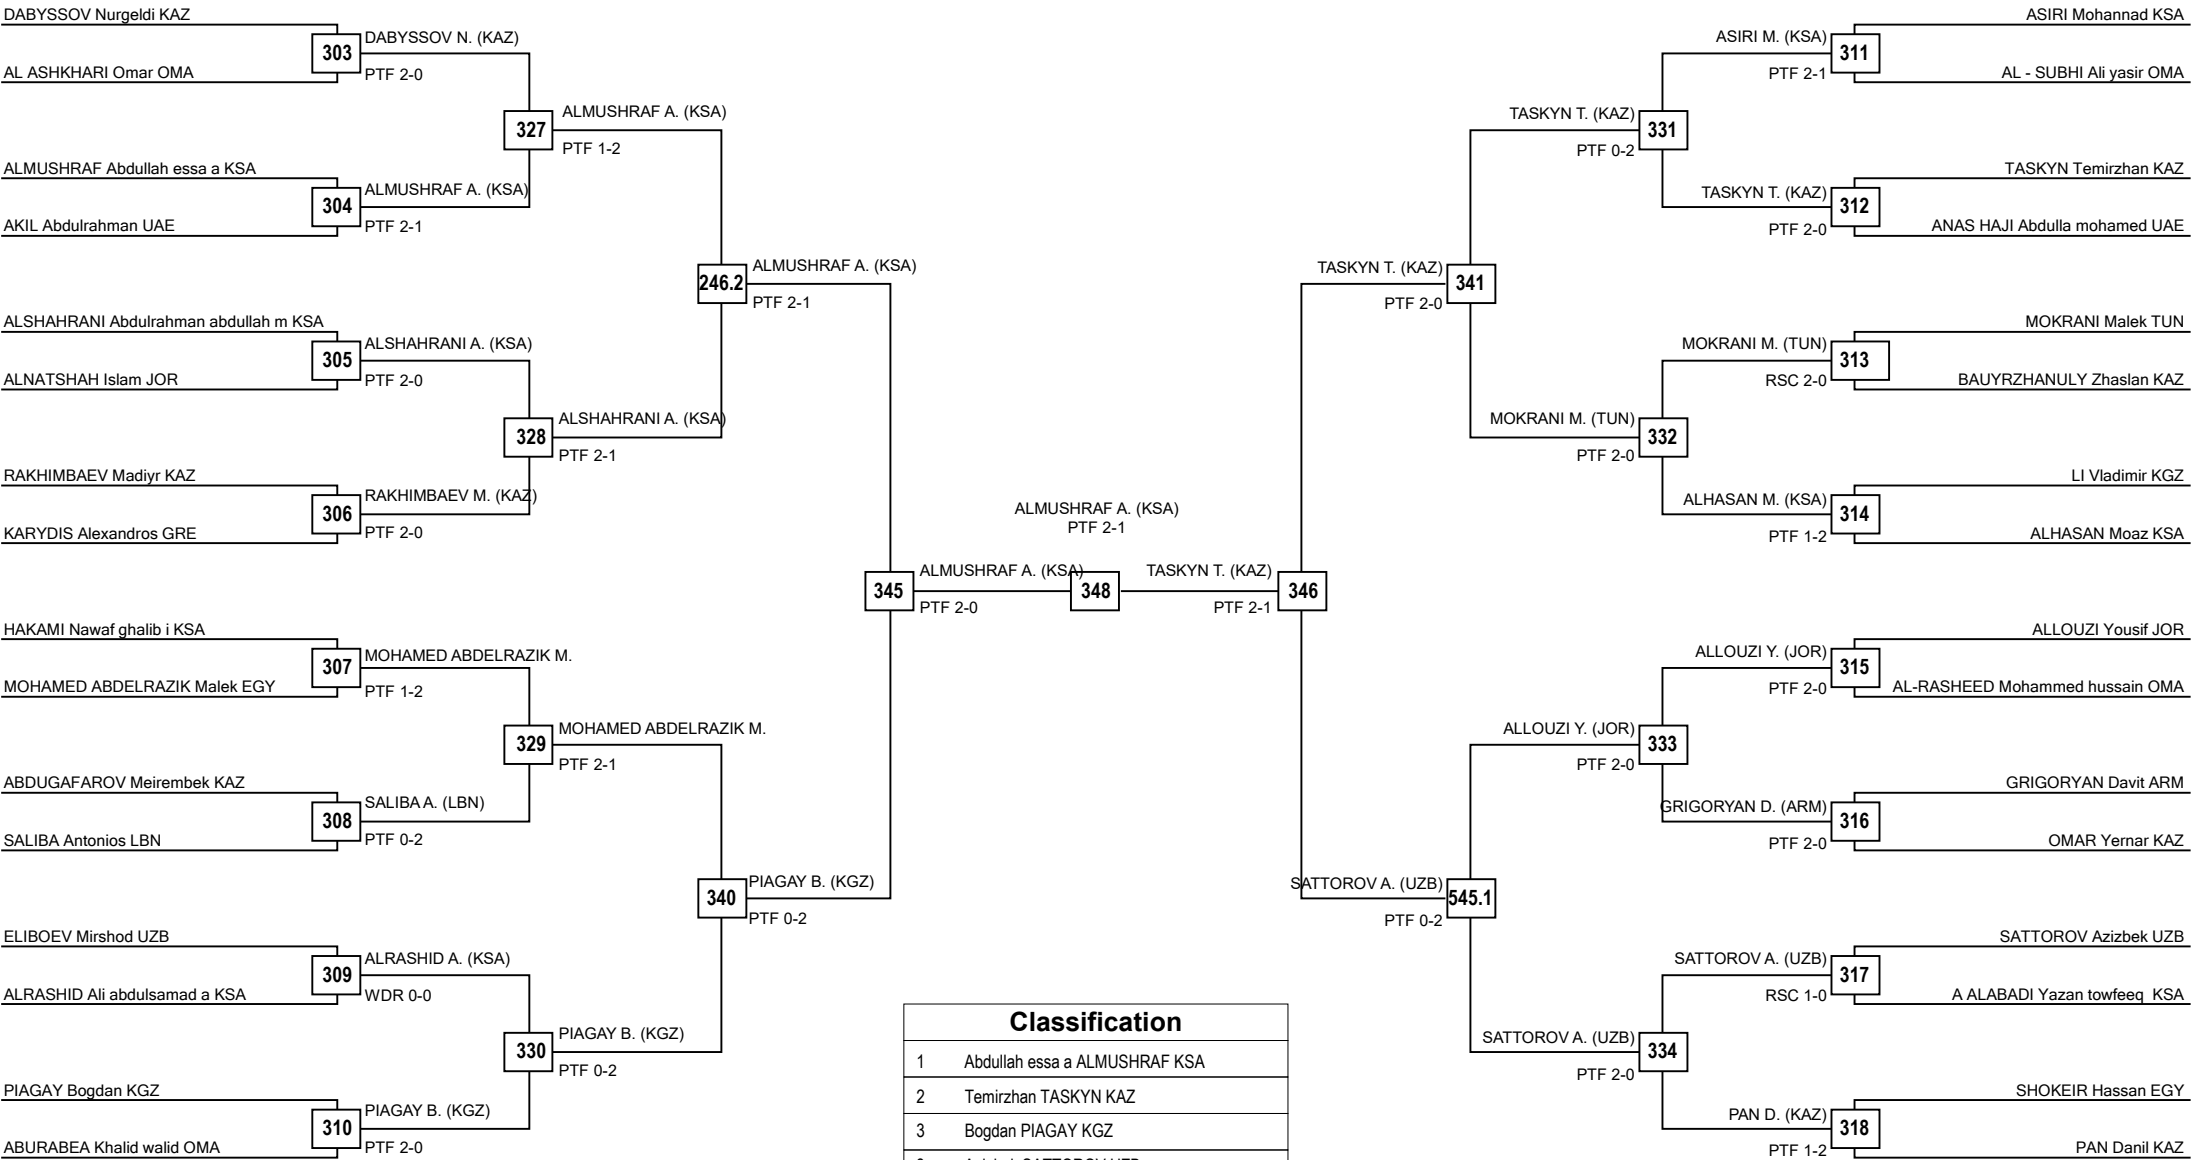 DABYSSOV Nurgeldi KAZ
303
DABYSSOV N. (KAZ)
AL ASHKHARI Omar OMA
PTF 2-0
327
ALMUSHRAF A. (KSA)
PTF 1-2
ALMUSHRAF Abdullah essa a KSA
304
ALMUSHRAF A. (KSA)
AKIL Abdulrahman UAE
PTF 2-1
246.2
ALMUSHRAF A. (KSA)
PTF 2-1
ALSHAHRANI Abdulrahman abdullah m KSA
305
ALSHAHRANI A. (KSA)
ALNATSHAH Islam JOR
PTF 2-0
328
ALSHAHRANI A. (KSA)
PTF 2-1
RAKHIMBAEV Madiyr KAZ
306
RAKHIMBAEV M. (KAZ)
KARYDIS Alexandros GRE
PTF 2-0
345
ALMUSHRAF A. (KSA)
PTF 2-0
HAKAMI Nawaf ghalib i KSA
307
MOHAMED ABDELRAZIK M.
MOHAMED ABDELRAZIK Malek EGY
PTF 1-2
329
MOHAMED ABDELRAZIK M.
PTF 2-1
ABDUGAFAROV Meirembek KAZ
308
SALIBA A. (LBN)
SALIBA Antonios LBN
PTF 0-2
340
PIAGAY B. (KGZ)
PTF 0-2
ELIBOEV Mirshod UZB
309
ALRASHID A. (KSA)
ALRASHID Ali abdulsamad a KSA
WDR 0-0
330
PIAGAY B. (KGZ)
PTF 0-2
PIAGAY Bogdan KGZ
310
PIAGAY B. (KGZ)
ABURABEA Khalid walid OMA
PTF 2-0
ALMUSHRAF A. (KSA)
PTF 2-1
348
TASKYN T. (KAZ)
346
PTF 2-1
ASIRI Mohannad KSA
ASIRI M. (KSA)
311
PTF 2-1
AL - SUBHI Ali yasir OMA
TASKYN T. (KAZ)
331
PTF 0-2
TASKYN Temirzhan KAZ
TASKYN T. (KAZ)
312
PTF 2-0
ANAS HAJI Abdulla mohamed UAE
TASKYN T. (KAZ)
341
PTF 2-0
MOKRANI Malek TUN
MOKRANI M. (TUN)
313
RSC 2-0
BAUYRZHANULY Zhaslan KAZ
MOKRANI M. (TUN)
332
PTF 2-0
LI Vladimir KGZ
ALHASAN M. (KSA)
314
PTF 1-2
ALHASAN Moaz KSA
ALLOUZI Yousif JOR
ALLOUZI Y. (JOR)
315
PTF 2-0
AL-RASHEED Mohammed hussain OMA
ALLOUZI Y. (JOR)
333
PTF 2-0
GRIGORYAN Davit ARM
GRIGORYAN D. (ARM)
316
PTF 2-0
OMAR Yernar KAZ
SATTOROV A. (UZB)
545.1
PTF 0-2
SATTOROV Azizbek UZB
SATTOROV A. (UZB)
317
RSC 1-0
A ALABADI Yazan towfeeq KSA
SATTOROV A. (UZB)
334
PTF 2-0
SHOKEIR Hassan EGY
PAN D. (KAZ)
318
PTF 1-2
PAN Danil KAZ
Classification
1 Abdullah essa a ALMUSHRAF KSA
2 Temirzhan TASKYN KAZ
3 Bogdan PIAGAY KGZ